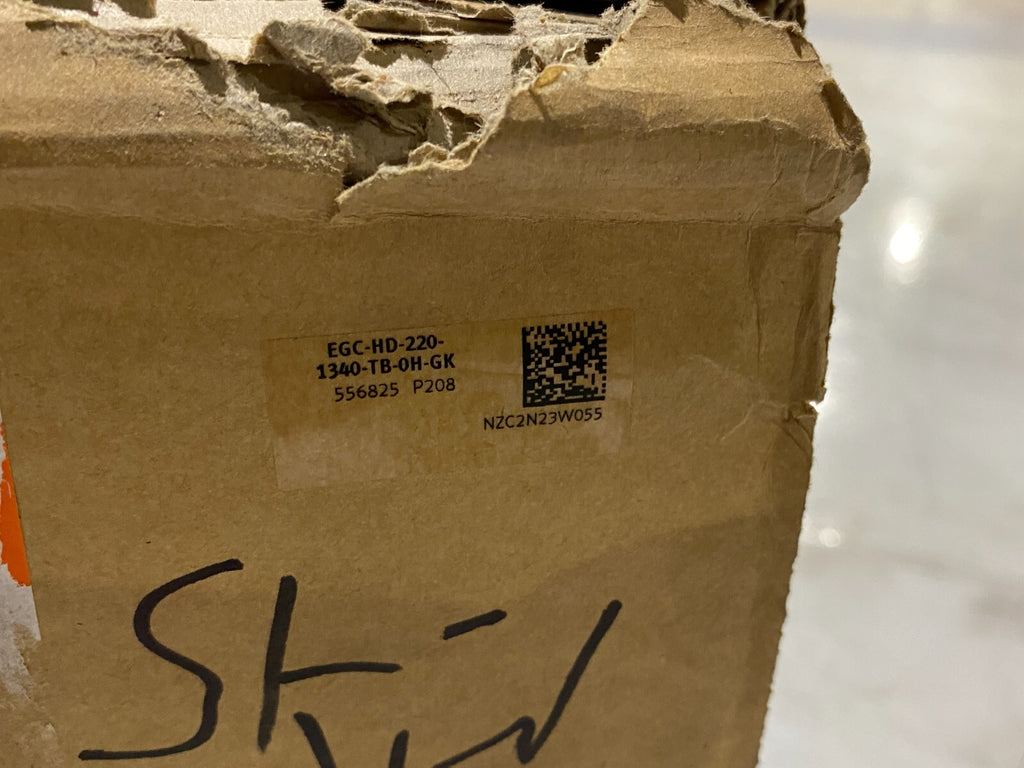 EGC-HD-220-
1340-TB-0H-GK
556825 P208
NZC2N23W055